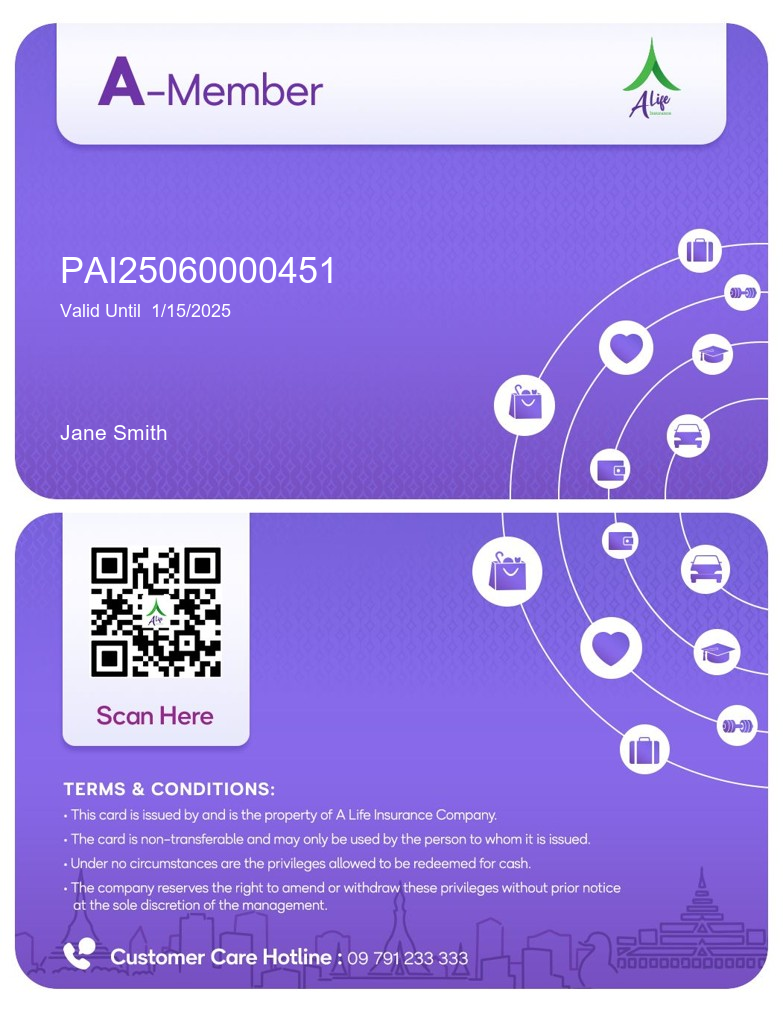 A-Member
A Life
Insurance
PAI25060000451
Valid Until 1/15/2025
Jane Smith
A Life
Scan Here
TERMS & CONDITIONS:
• This card is issued by and is the property of A Life Insurance Company.
• The card is non-transferable and may only be used by the person to whom it is issued.
• Under no circumstances are the privileges allowed to be redeemed for cash.
• The company reserves the right to amend or withdraw these privileges without prior notice
at the sole discretion of the management.
Customer Care Hotline : 09 791 233 333